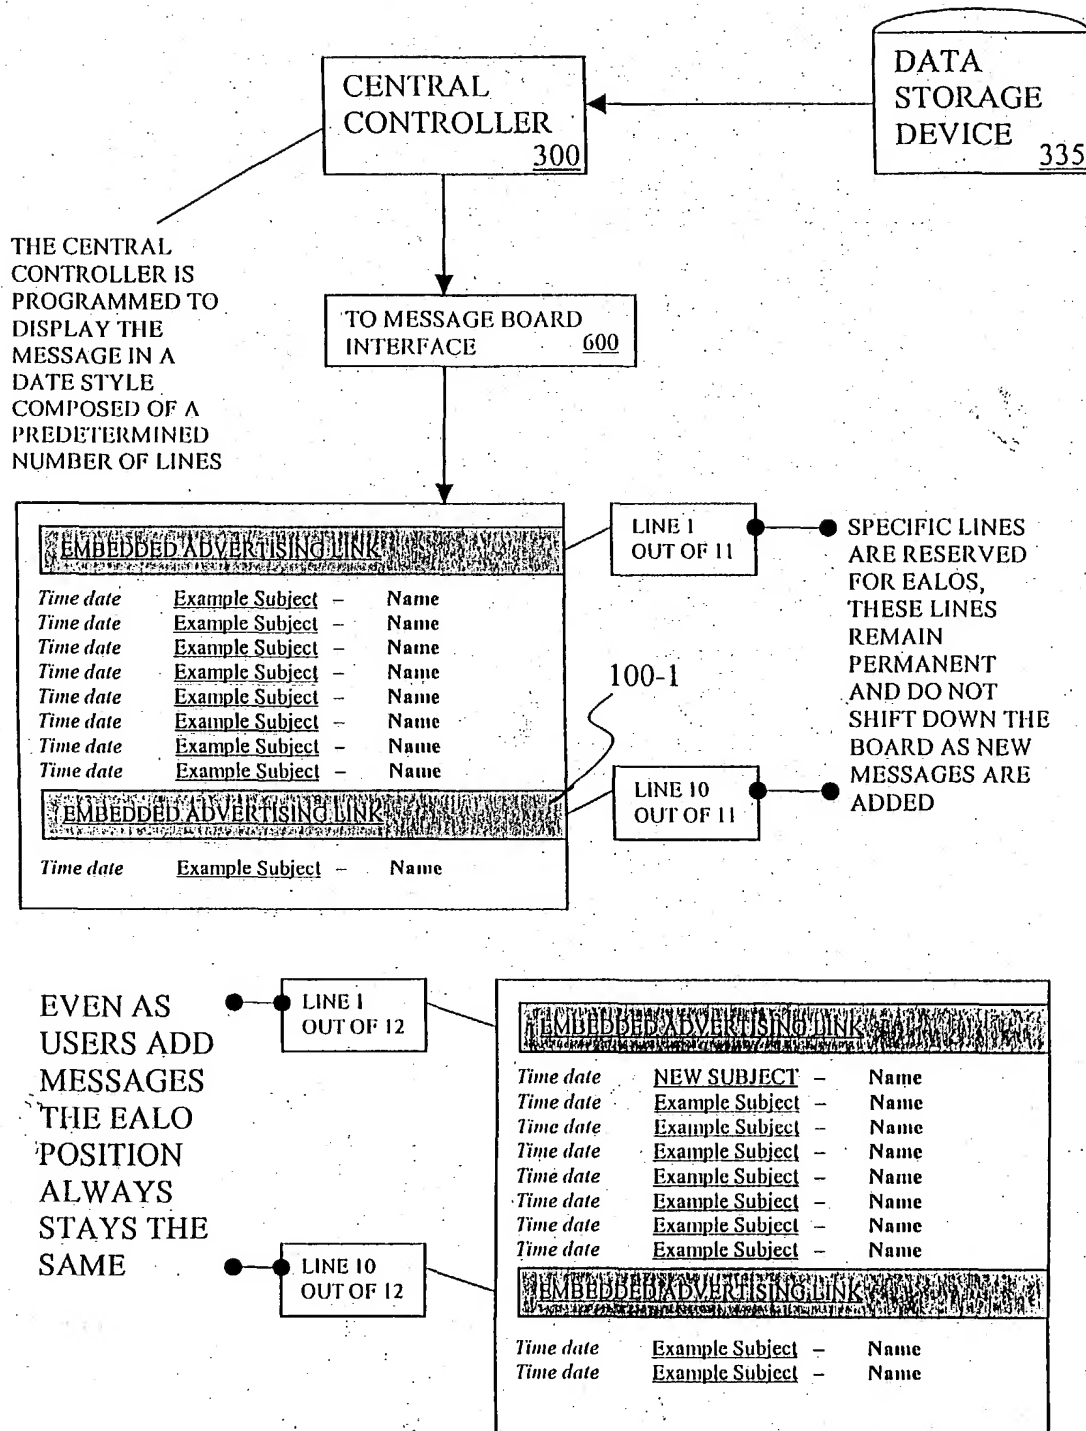 CENTRAL
CONTROLLER
300
DATA
STORAGE
DEVICE
335
THE CENTRAL
CONTROLLER IS
PROGRAMMED TO
DISPLAY THE
MESSAGE IN A
DATE STYLE
COMPOSED OF A
PREDETERMINED
NUMBER OF LINES
TO MESSAGE BOARD
INTERFACE 600
EMBEDDED ADVERTISING LINK
Time date Example Subject – Name
Time date Example Subject – Name
Time date Example Subject – Name
Time date Example Subject – Name
Time date Example Subject – Name
Time date Example Subject – Name
Time date Example Subject – Name
Time date Example Subject – Name
EMBEDDED ADVERTISING LINK
Time date Example Subject – Name
LINE 1
OUT OF 11
100-1
LINE 10
OUT OF 11
SPECIFIC LINES
ARE RESERVED
FOR EALOS,
THESE LINES
REMAIN
PERMANENT
AND DO NOT
SHIFT DOWN THE
BOARD AS NEW
MESSAGES ARE
ADDED
EVEN AS
USERS ADD
MESSAGES
THE EALO
POSITION
ALWAYS
STAYS THE
SAME
LINE 1
OUT OF 12
LINE 10
OUT OF 12
EMBEDDED ADVERTISING LINK
Time date NEW SUBJECT – Name
Time date Example Subject – Name
Time date Example Subject – Name
Time date Example Subject – Name
Time date Example Subject – Name
Time date Example Subject – Name
Time date Example Subject – Name
Time date Example Subject – Name
EMBEDDED ADVERTISING LINK
Time date Example Subject – Name
Time date Example Subject – Name